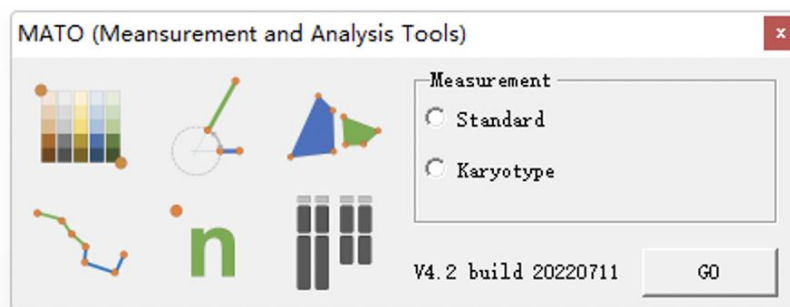 MATO (Meansurement and Analysis Tools)
x
Measurement
Standard
Karyotype
n
V4.2 build 20220711
GO